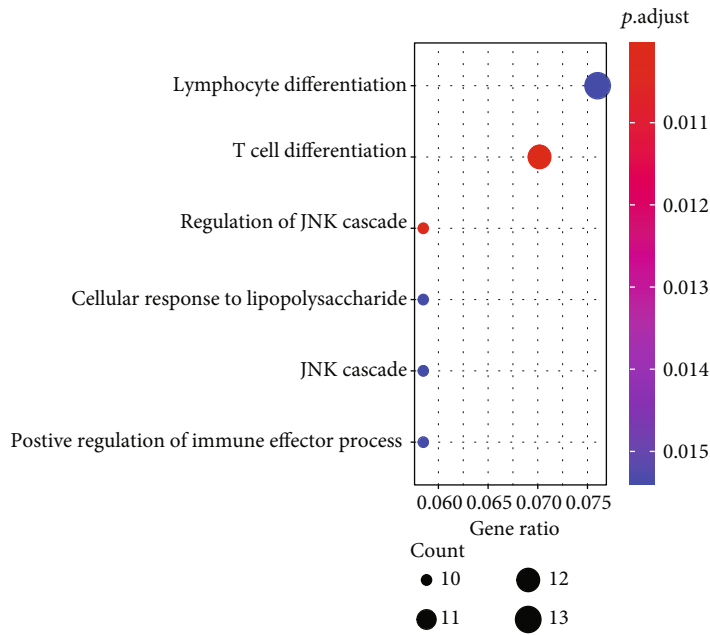 p.adjust
Lymphocyte differentiation
T cell differentiation
Regulation of JNK cascade
Cellular response to lipopolysaccharide
JNK cascade
Postive regulation of immune effector process
0.011
0.012
0.013
0.014
0.015
0.060 0.065 0.070 0.075
Gene ratio
Count
10 12
11 13